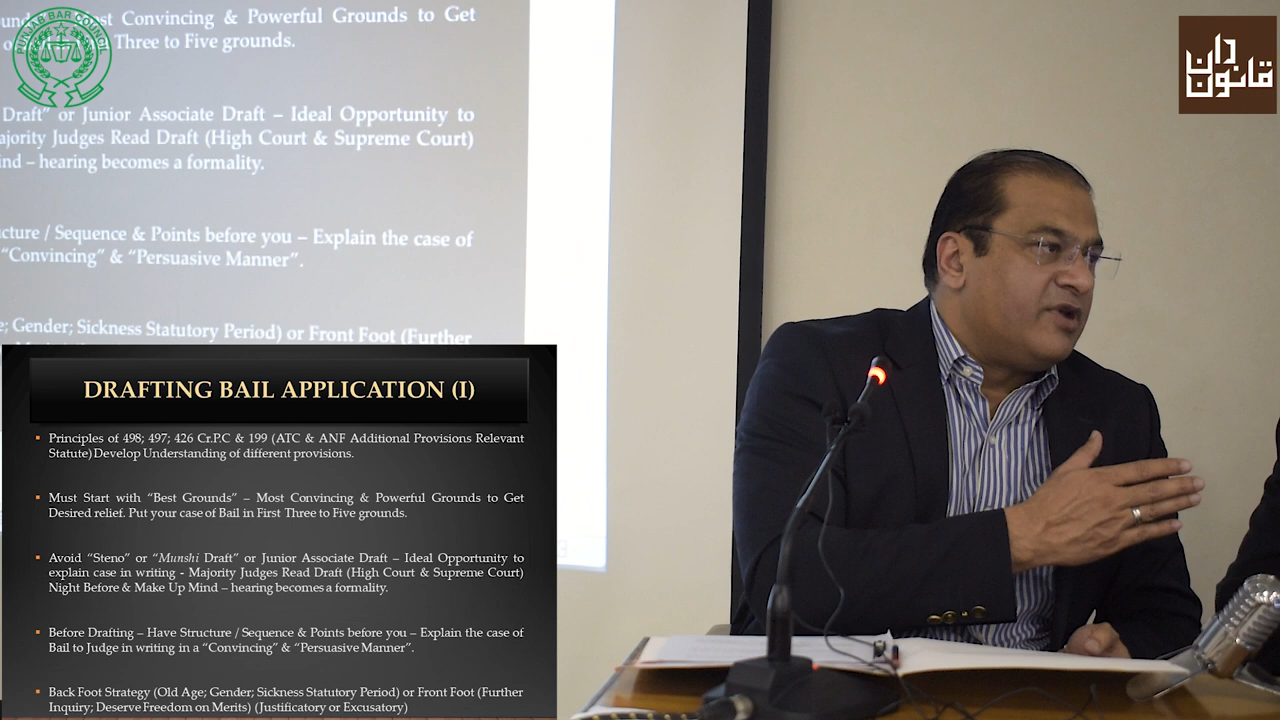 PUNJAB BAR COUNCIL
قانون دان
st Convincing & Powerful Grounds to Get
Three to Five grounds.
Draft" or Junior Associate Draft – Ideal Opportunity to
ajority Judges Read Draft (High Court & Supreme Court)
ind – hearing becomes a formality.
cture / Sequence & Points before you – Explain the case of
"Convincing" & "Persuasive Manner".
e; Gender; Sickness Statutory Period) or Front Foot (Further
DRAFTING BAIL APPLICATION (I)
▪ Principles of 498; 497; 426 Cr.P.C & 199 (ATC & ANF Additional Provisions Relevant
Statute) Develop Understanding of different provisions.
▪ Must Start with "Best Grounds" – Most Convincing & Powerful Grounds to Get
Desired relief. Put your case of Bail in First Three to Five grounds.
▪ Avoid "Steno" or "Munshi Draft" or Junior Associate Draft – Ideal Opportunity to
explain case in writing - Majority Judges Read Draft (High Court & Supreme Court)
Night Before & Make Up Mind – hearing becomes a formality.
▪ Before Drafting – Have Structure / Sequence & Points before you – Explain the case of
Bail to Judge in writing in a "Convincing" & "Persuasive Manner".
▪ Back Foot Strategy (Old Age; Gender; Sickness Statutory Period) or Front Foot (Further
Inquiry; Deserve Freedom on Merits) (Justificatory or Excusatory)